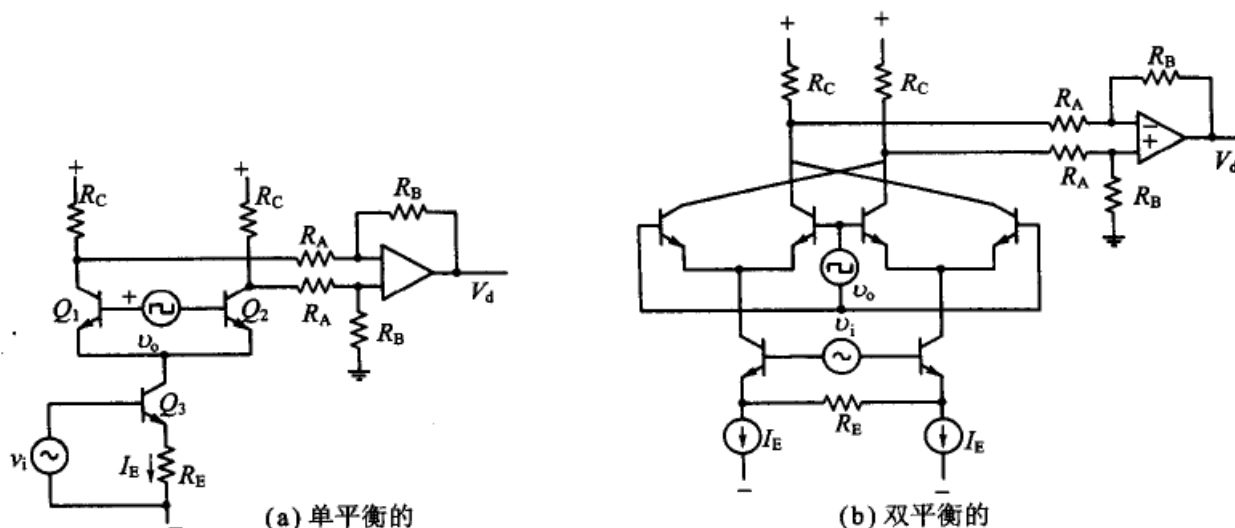 +
+
R_C
R_C
R_B
R_A
R_A
R_B
V_d
Q_1
+
Q_2
υ_o
Q_3
v_i
I_E
R_E
−
(a) 单平衡的
+
+
R_C
R_C
R_B
R_A
R_A
−
+
R_B
V_d
υ_o
υ_i
R_E
I_E
I_E
−
−
(b) 双平衡的